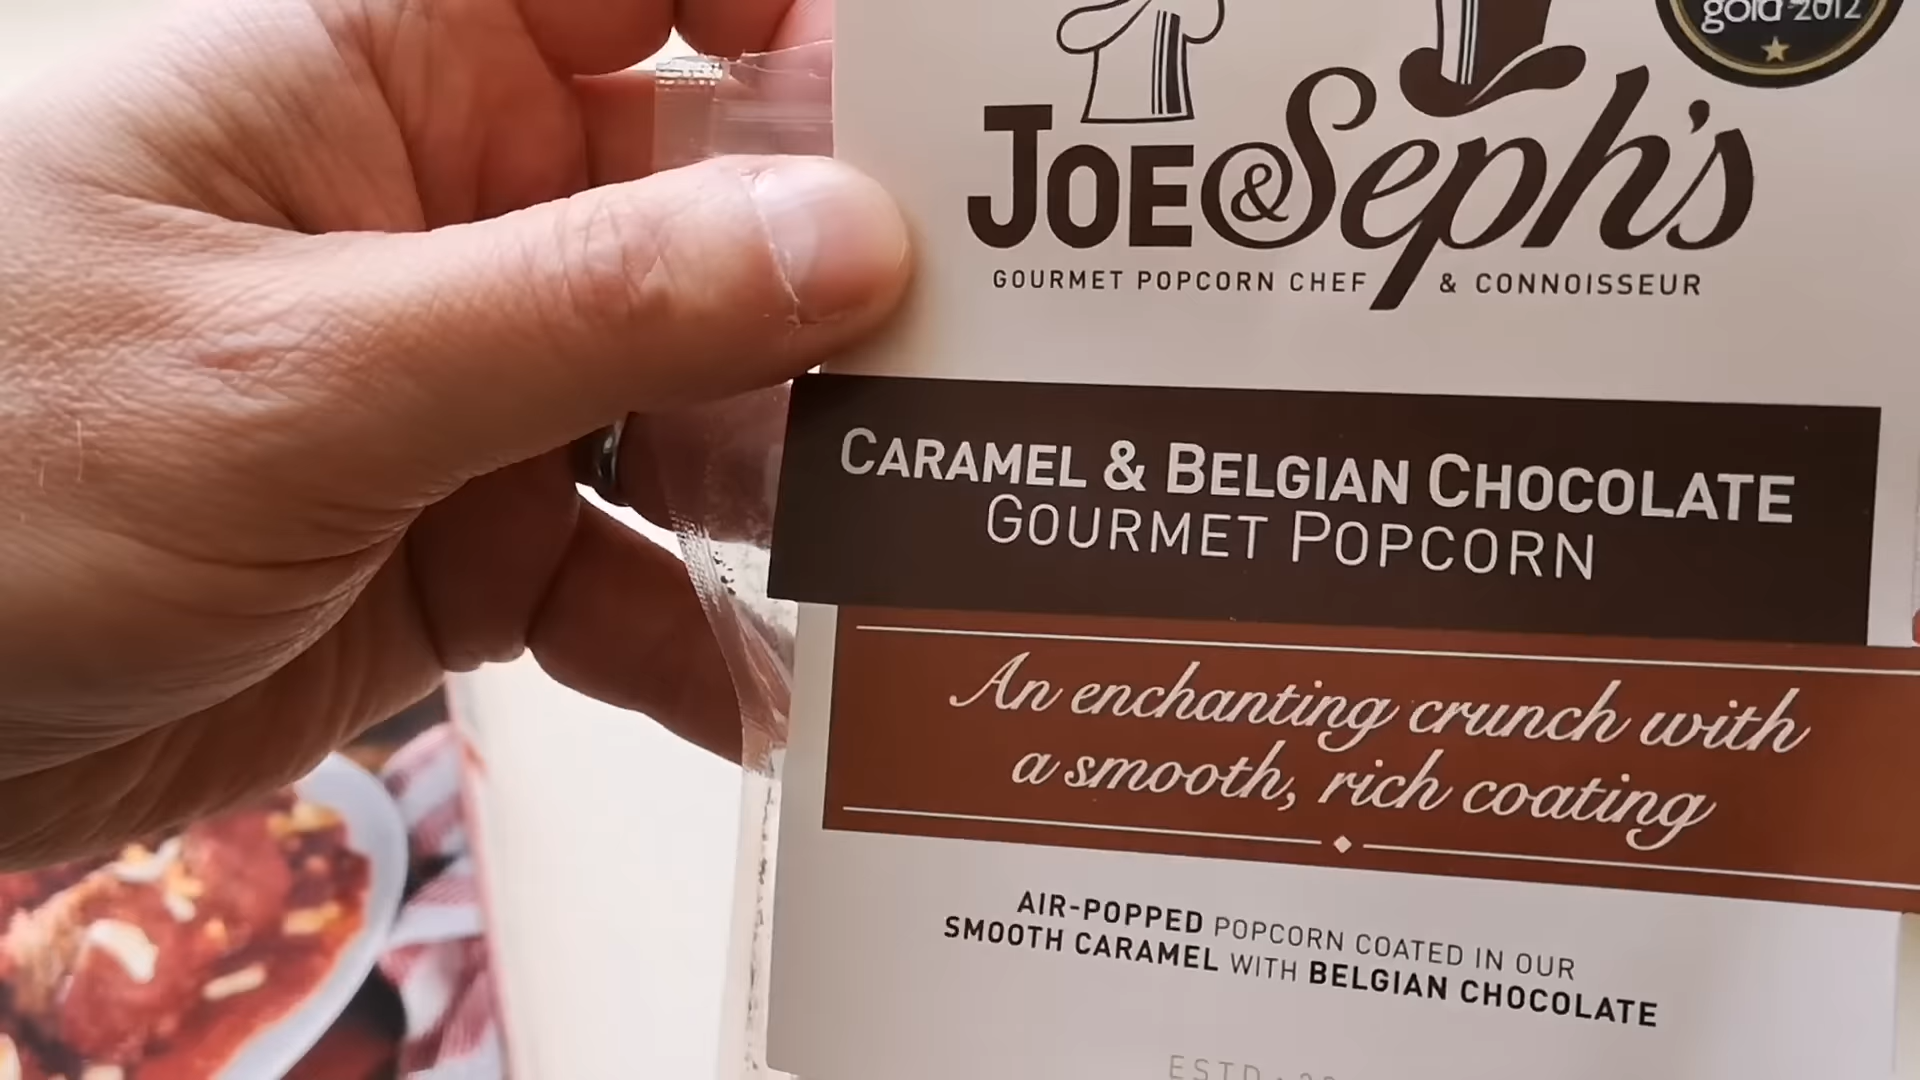 gold 2012
JOE & Seph's
GOURMET POPCORN CHEF & CONNOISSEUR
CARAMEL & BELGIAN CHOCOLATE
GOURMET POPCORN
An enchanting crunch with
a smooth, rich coating
AIR-POPPED POPCORN COATED IN OUR
SMOOTH CARAMEL WITH BELGIAN CHOCOLATE
ESTD